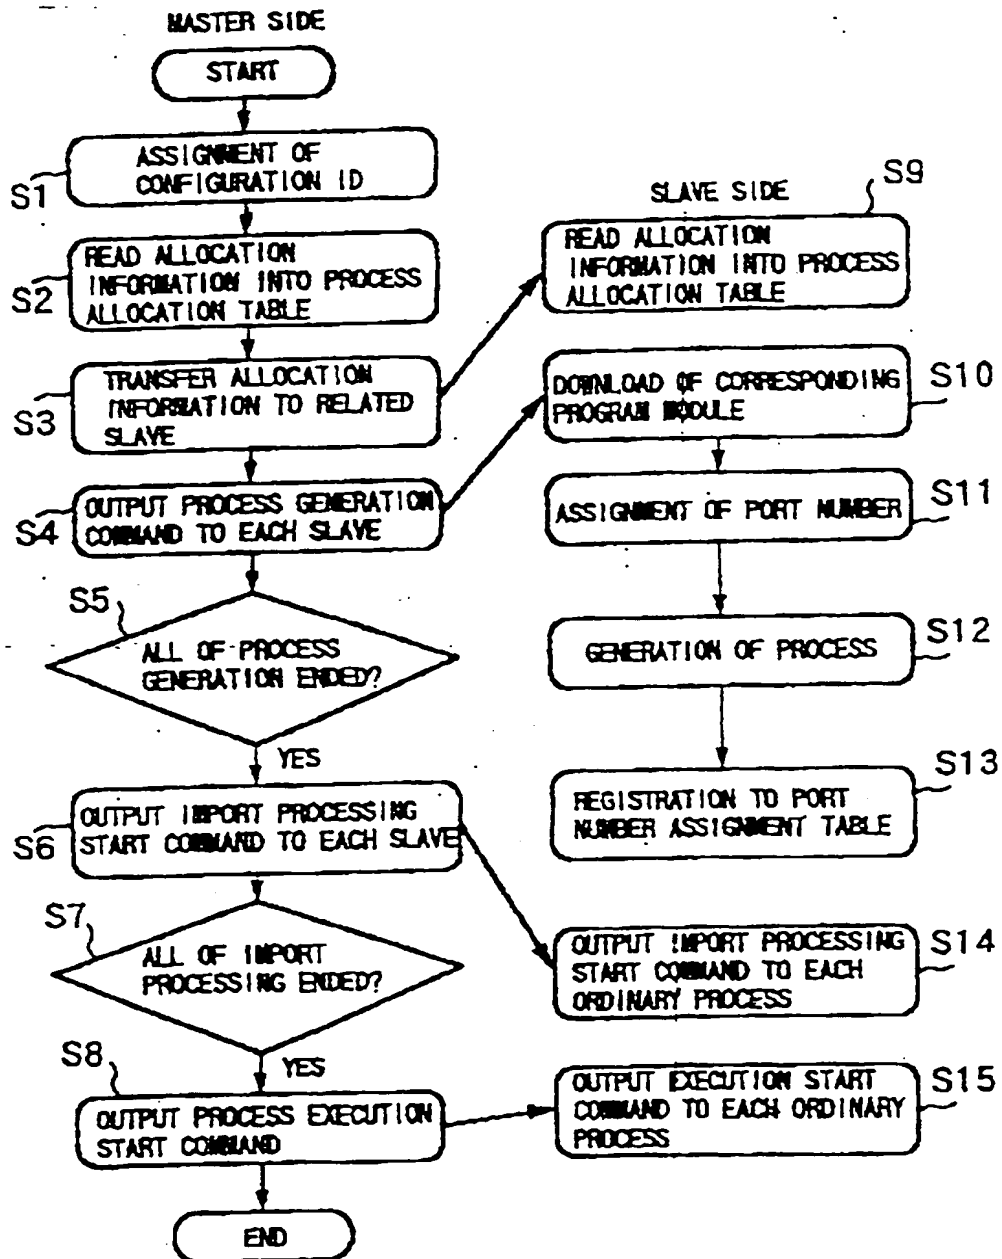 MASTER SIDE
START
ASSIGNMENT OF
CONFIGURATION ID
S1
READ ALLOCATION
INFORMATION INTO PROCESS
ALLOCATION TABLE
S2
TRANSFER ALLOCATION
INFORMATION TO RELATED
SLAVE
S3
OUTPUT PROCESS GENERATION
COMMAND TO EACH SLAVE
S4
S5
ALL OF PROCESS
GENERATION ENDED?
YES
OUTPUT IMPORT PROCESSING
START COMMAND TO EACH SLAVE
S6
S7
ALL OF IMPORT
PROCESSING ENDED?
YES
S8
OUTPUT PROCESS EXECUTION
START COMMAND
END
SLAVE SIDE
S9
READ ALLOCATION
INFORMATION INTO PROCESS
ALLOCATION TABLE
DOWNLOAD OF CORRESPONDING
PROGRAM MODULE
S10
ASSIGNMENT OF PORT NUMBER
S11
GENERATION OF PROCESS
S12
REGISTRATION TO PORT
NUMBER ASSIGNMENT TABLE
S13
OUTPUT IMPORT PROCESSING
START COMMAND TO EACH
ORDINARY PROCESS
S14
OUTPUT EXECUTION START
COMMAND TO EACH ORDINARY
PROCESS
S15